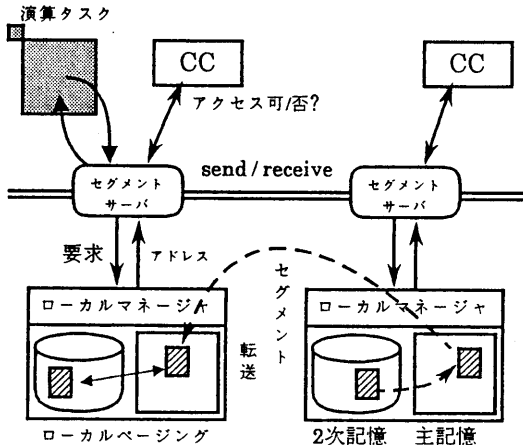 演算タスク
CC
CC
アクセス可/否?
send/receive
セグメント
サーバ
セグメント
サーバ
要求
アドレス
セグメント
転送
ローカルマネージャ
ローカルマネージャ
ローカルページング
2次記憶
主記憶